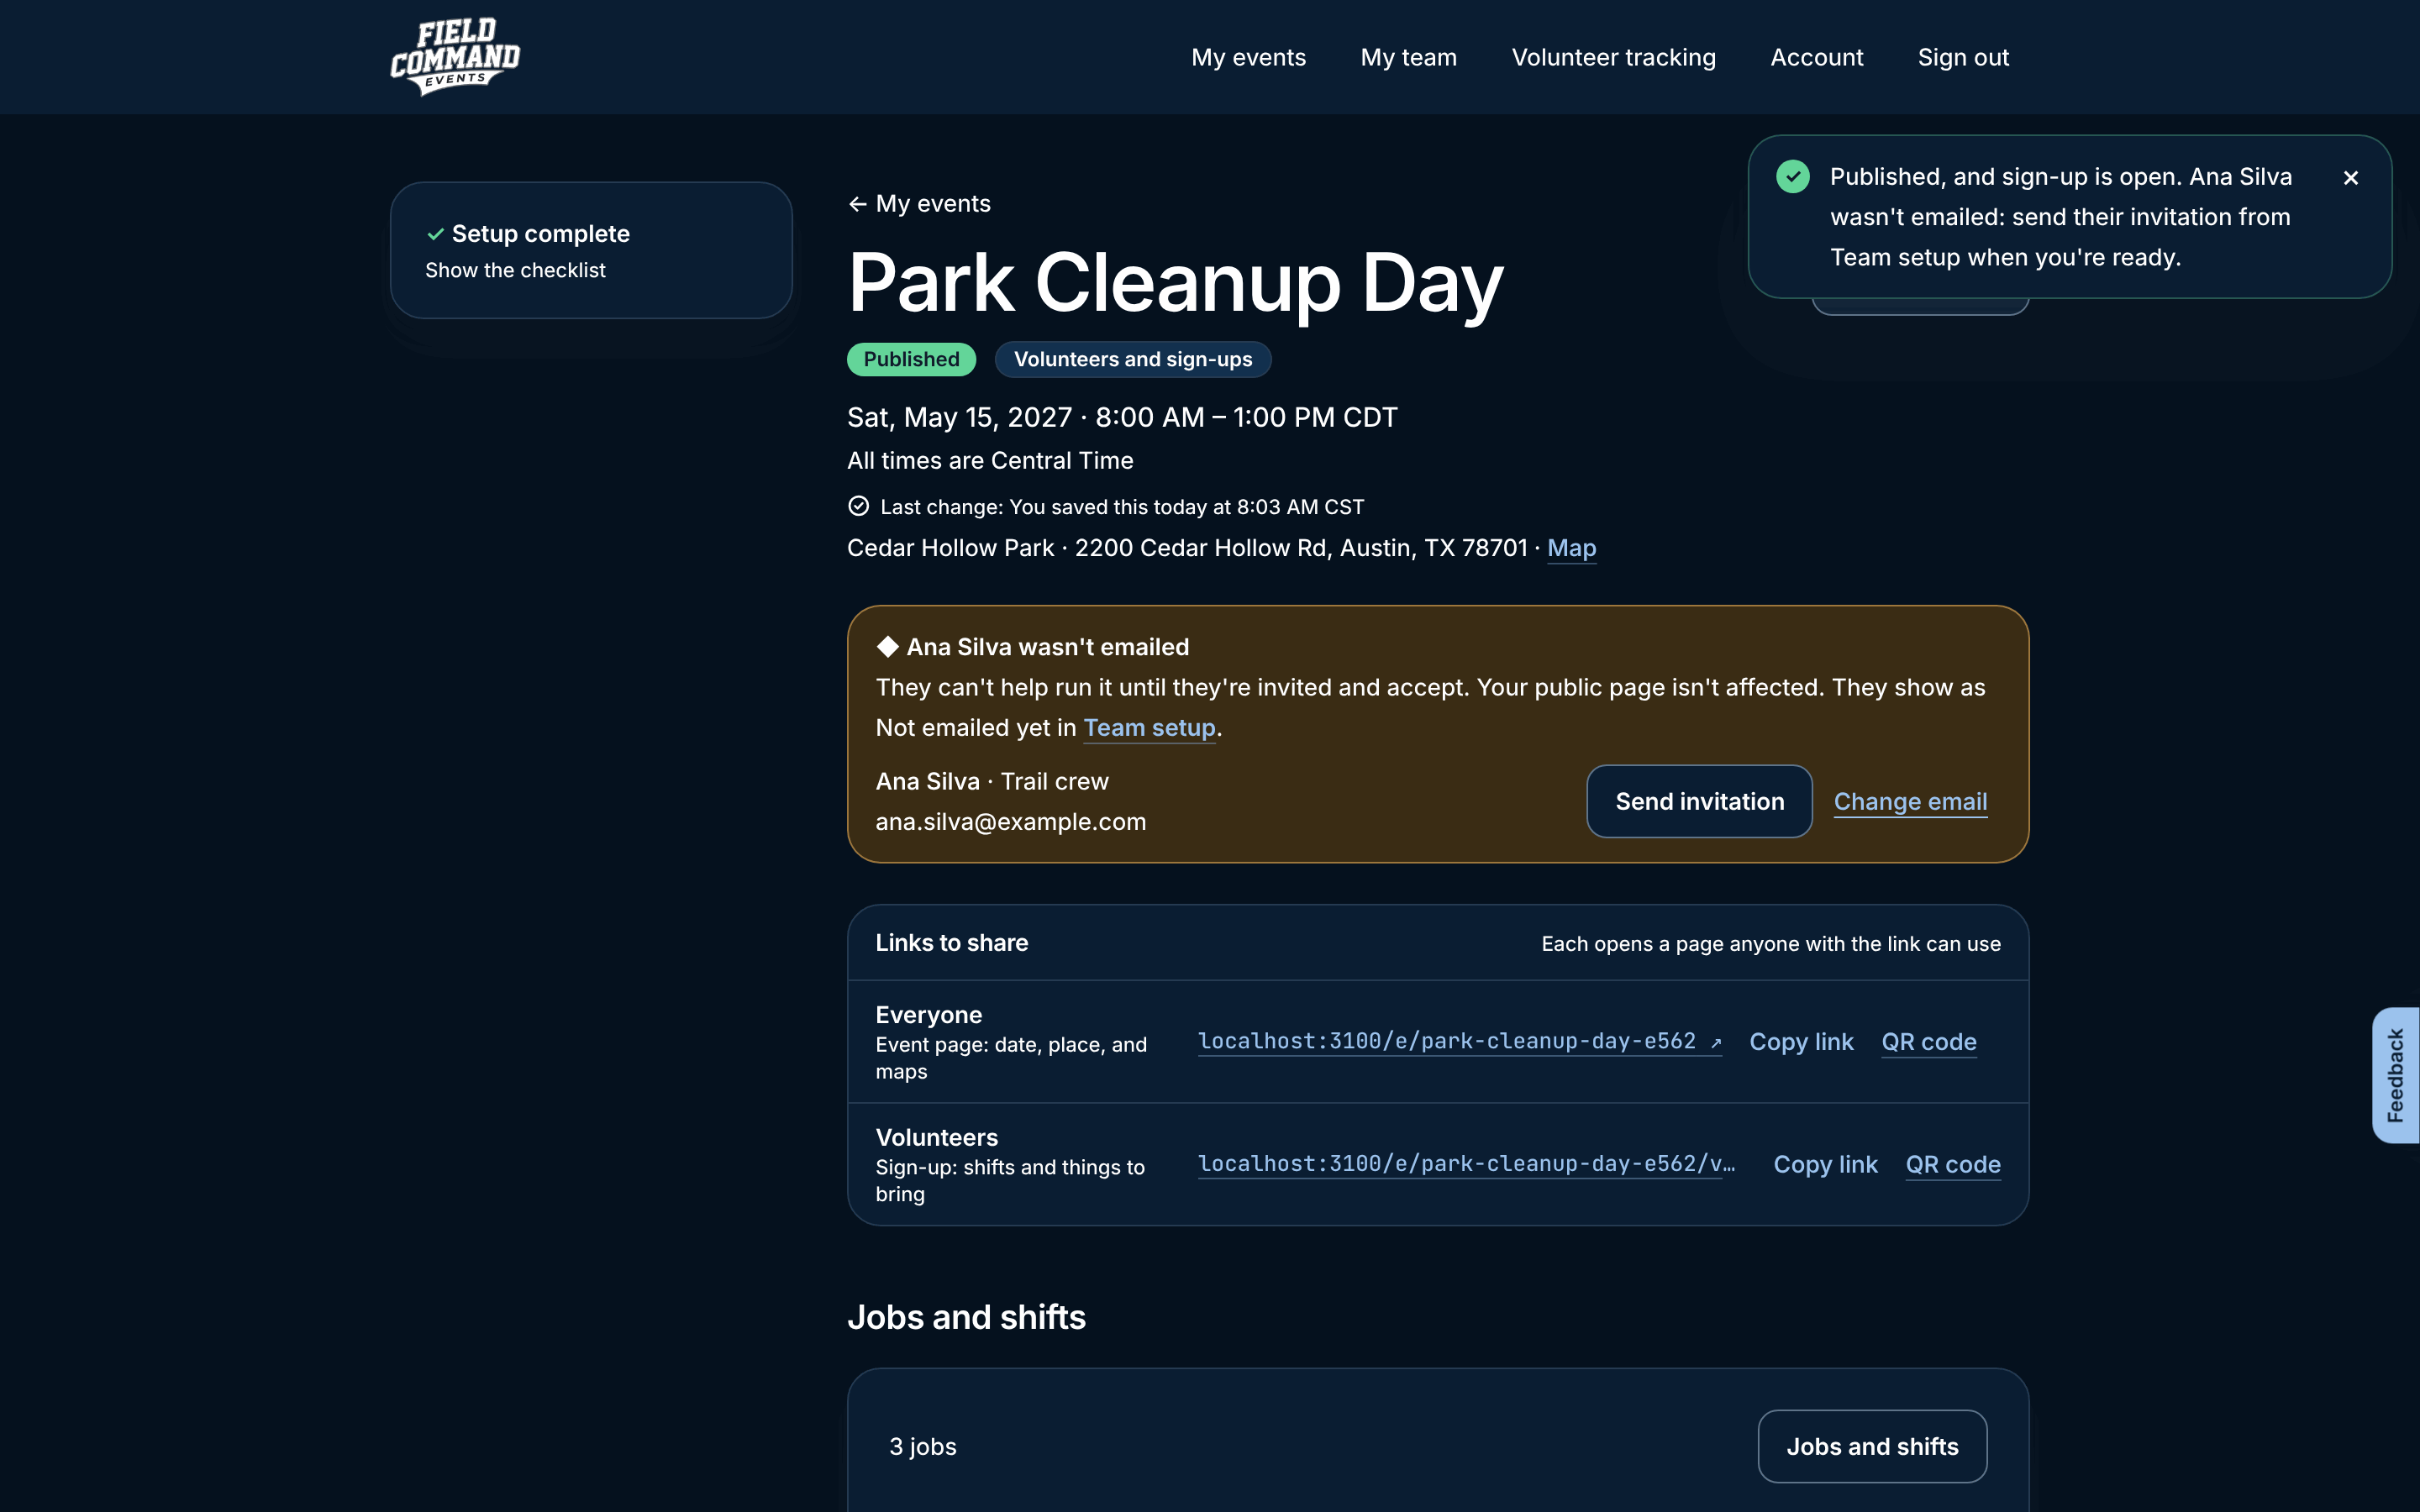 FIELD
COMMAND
EVENTS
My events
My team
Volunteer tracking
Account
Sign out
Published, and sign-up is open. Ana Silva
wasn't emailed: send their invitation from
Team setup when you're ready.
Setup complete
Show the checklist
← My events
Park Cleanup Day
Published
Volunteers and sign-ups
Sat, May 15, 2027 · 8:00 AM – 1:00 PM CDT
All times are Central Time
Last change: You saved this today at 8:03 AM CST
Cedar Hollow Park · 2200 Cedar Hollow Rd, Austin, TX 78701 · Map
Ana Silva wasn't emailed
They can't help run it until they're invited and accept. Your public page isn't affected. They show as
Not emailed yet in Team setup.
Ana Silva · Trail crew
ana.silva@example.com
Send invitation
Change email
Links to share
Each opens a page anyone with the link can use
Everyone
Event page: date, place, and
maps
localhost:3100/e/park-cleanup-day-e562 ↗
Copy link
QR code
Volunteers
Sign-up: shifts and things to
bring
localhost:3100/e/park-cleanup-day-e562/v…
Copy link
QR code
Feedback
Jobs and shifts
3 jobs
Jobs and shifts